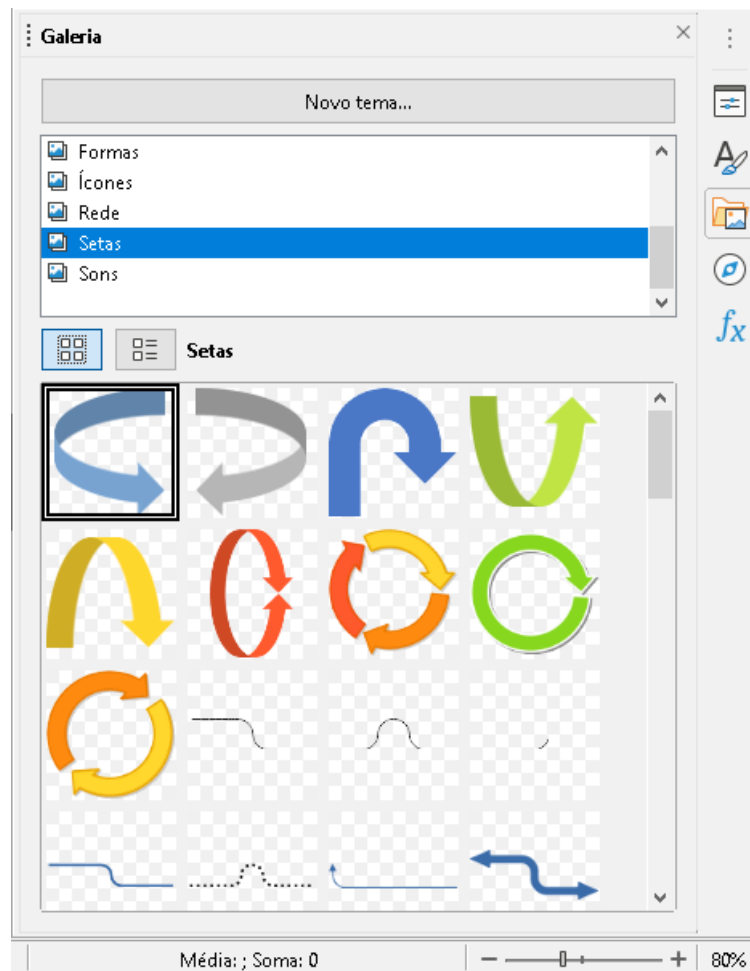 Galeria
Novo tema...
Formas
Ícones
Rede
Setas
Sons
Setas
Média: ; Soma: 0
80%